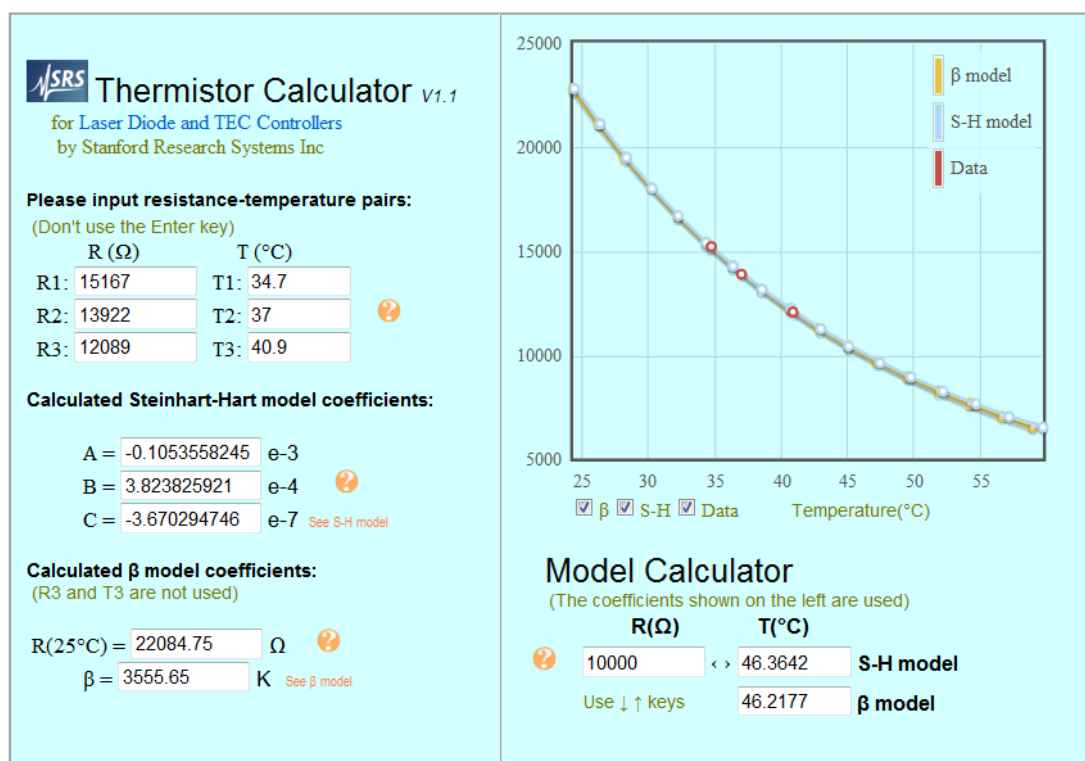 SRS Thermistor Calculator V1.1
for Laser Diode and TEC Controllers
by Stanford Research Systems Inc
Please input resistance-temperature pairs:
(Don't use the Enter key)
R (Ω) T (°C)
R1: 15167 T1: 34.7
R2: 13922 T2: 37 ?
R3: 12089 T3: 40.9
Calculated Steinhart-Hart model coefficients:
A = -0.1053558245 e-3
B = 3.823825921 e-4 ?
C = -3.670294746 e-7 See S-H model
Calculated β model coefficients:
(R3 and T3 are not used)
R(25°C) = 22084.75 Ω ?
β = 3555.65 K See β model
25000
20000
15000
10000
5000
β model
S-H model
Data
25 30 35 40 45 50 55
β S-H Data Temperature(°C)
Model Calculator
(The coefficients shown on the left are used)
R(Ω) T(°C)
? 10000 ‹ › 46.3642 S-H model
Use ↓ ↑ keys 46.2177 β model